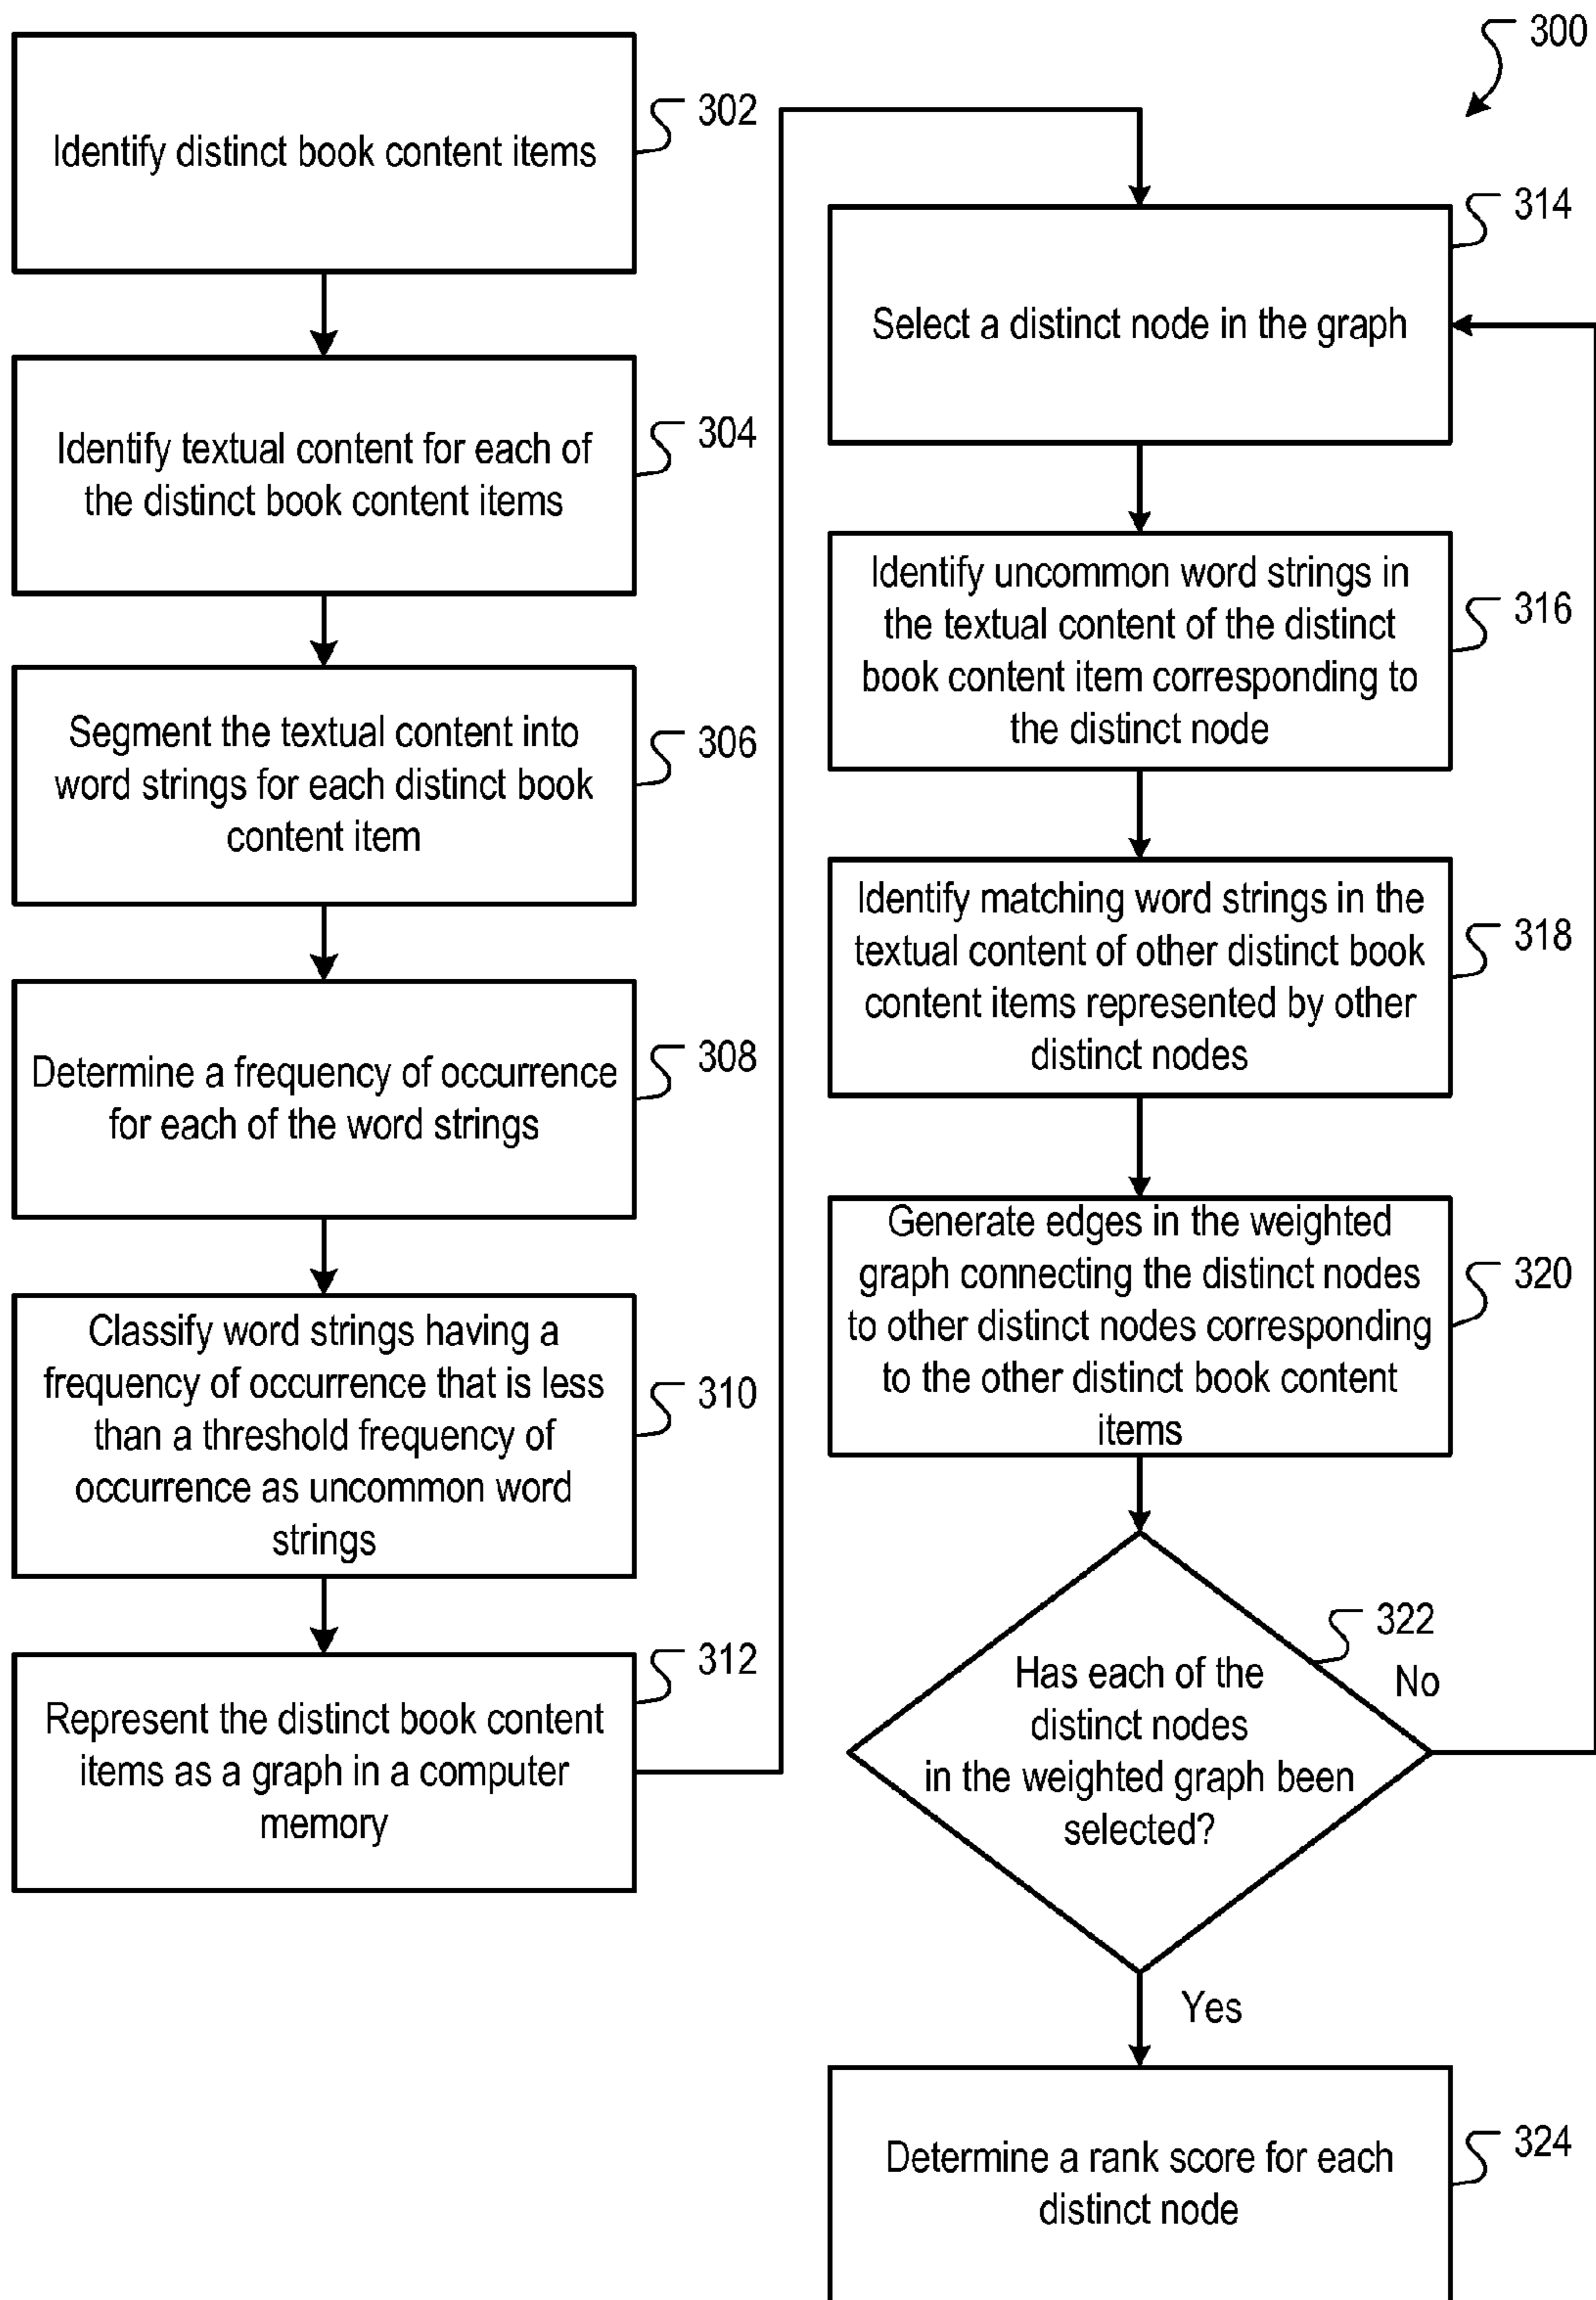 300
Identify distinct book content items
302
Identify textual content for each of
the distinct book content items
304
Segment the textual content into
word strings for each distinct book
content item
306
Determine a frequency of occurrence
for each of the word strings
308
Classify word strings having a
frequency of occurrence that is less
than a threshold frequency of
occurrence as uncommon word
strings
310
Represent the distinct book content
items as a graph in a computer
memory
312
Select a distinct node in the graph
314
Identify uncommon word strings in
the textual content of the distinct
book content item corresponding to
the distinct node
316
Identify matching word strings in the
textual content of other distinct book
content items represented by other
distinct nodes
318
Generate edges in the weighted
graph connecting the distinct nodes
to other distinct nodes corresponding
to the other distinct book content
items
320
Has each of the
distinct nodes
in the weighted graph been
selected?
322
No
Yes
Determine a rank score for each
distinct node
324